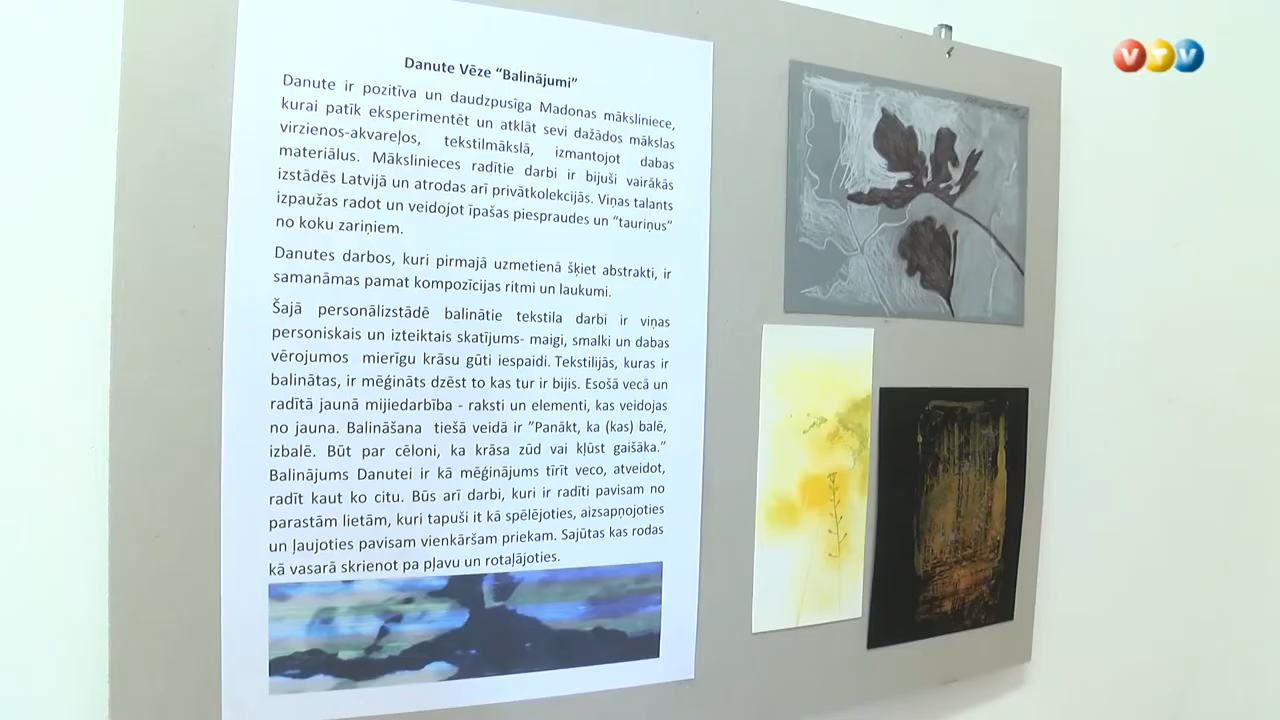 Danute Vēze “Balinājumi”
Danute ir pozitīva un daudzpusīga Madonas māksliniece,
kurai patīk eksperimentēt un atklāt sevi dažādos mākslas
virzienos-akvareļos, tekstilmākslā, izmantojot dabas
materiālus. Mākslinieces radītie darbi ir bijuši vairākās
izstādēs Latvijā un atrodas arī privātkolekcijās. Viņas talants
izpaužas radot un veidojot īpašas piespraudes un “tauriņus”
no koku zariņiem.
Danutes darbos, kuri pirmajā uzmetienā šķiet abstrakti, ir
samanāmas pamat kompozīcijas ritmi un laukumi.
Šajā personālizstādē balinātie tekstila darbi ir viņas
personiskais un izteiktais skatījums- maigi, smalki un dabas
vērojumos mierīgu krāsu gūti iespaidi. Tekstilijās, kuras ir
balinātas, ir mēģināts dzēst to kas tur ir bijis. Esošā vecā un
radītā jaunā mijiedarbība - raksti un elementi, kas veidojas
no jauna. Balināšana tiešā veidā ir ”Panākt, ka (kas) balē,
izbalē. Būt par cēloni, ka krāsa zūd vai kļūst gaišāka.”
Balinājums Danutei ir kā mēģinājums tīrīt veco, atveidot,
radīt kaut ko citu. Būs arī darbi, kuri ir radīti pavisam no
parastām lietām, kuri tapuši it kā spēlējoties, aizsapņojoties
un ļaujoties pavisam vienkāršam priekam. Sajūtas kas rodas
kā vasarā skrienot pa pļavu un rotaļājoties.
VTV